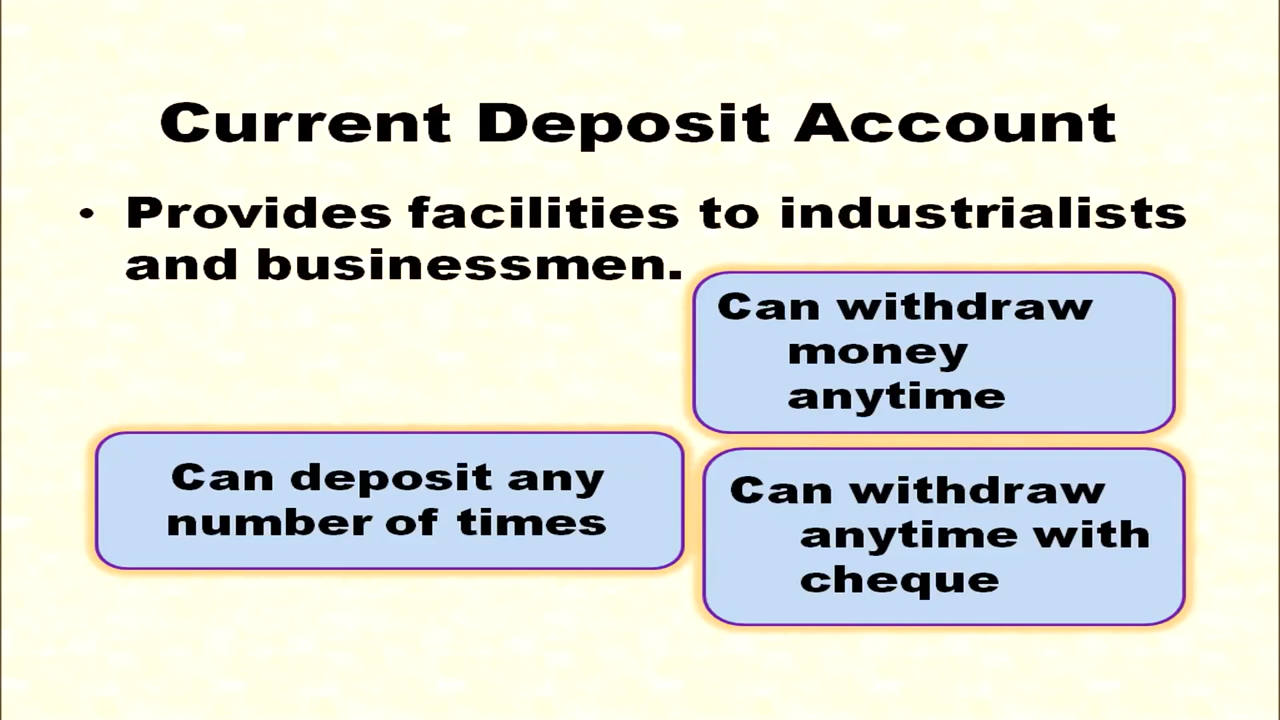 Current Deposit Account
• Provides facilities to industrialists
and businessmen.
Can withdraw
money
anytime
Can deposit any
number of times
Can withdraw
anytime with
cheque